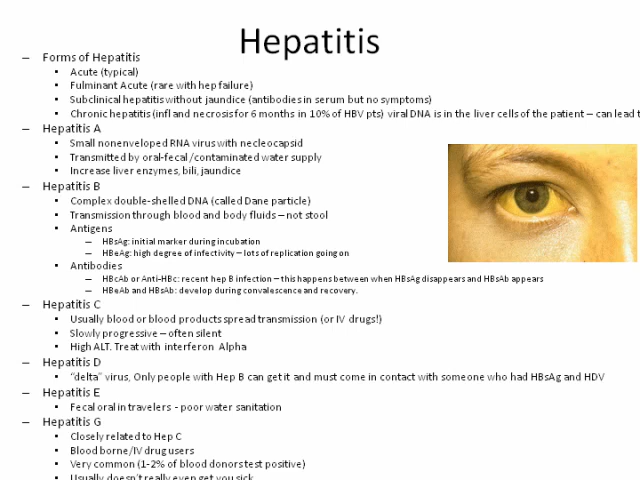 Hepatitis
– Forms of Hepatitis
• Acute (typical)
• Fulminant Acute (rare with hep failure)
• Subclinical hepatitis without jaundice (antibodies in serum but no symptoms)
• Chronic hepatitis (infl and necrosis for 6 months in 10% of HBV pts) viral DNA is in the liver cells of the patient – can lead t
– Hepatitis A
• Small nonenveloped RNA virus with necleocapsid
• Transmitted by oral-fecal /contaminated water supply
• Increase liver enzymes, bili, jaundice
– Hepatitis B
• Complex double-shelled DNA (called Dane particle)
• Transmission through blood and body fluids – not stool
• Antigens
– HBsAg: initial marker during incubation
– HBeAg: high degree of infectivity – lots of replication going on
• Antibodies
– HBcAb or Anti-HBc: recent hep B infection – this happens between when HBsAg disappears and HBsAb appears
– HBeAb and HBsAb: develop during convalescence and recovery.
– Hepatitis C
• Usually blood or blood products spread transmission (or IV drugs!)
• Slowly progressive – often silent
• High ALT. Treat with interferon Alpha
– Hepatitis D
• “delta” virus, Only people with Hep B can get it and must come in contact with someone who had HBsAg and HDV
– Hepatitis E
• Fecal oral in travelers - poor water sanitation
– Hepatitis G
• Closely related to Hep C
• Blood borne/IV drug users
• Very common (1-2% of blood donors test positive)
• Usually doesn’t really even get you sick